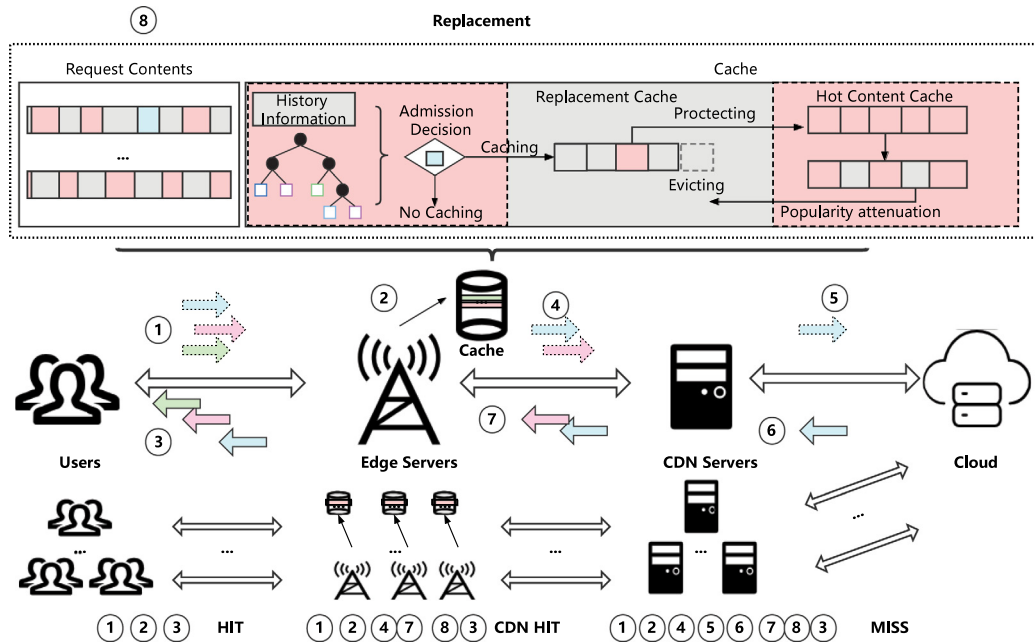 ⑧ Replacement
Request Contents
Cache
...
History
Information
Admission
Decision
Caching
No Caching
Replacement Cache
Proctecting
Evicting
Hot Content Cache
Popularity attenuation
①
②
...
Cache
④
⑤
③
⑦
⑥
Users
Edge Servers
CDN Servers
Cloud
...
...
...
...
...
...
① ② ③ HIT
① ② ④ ⑦ ⑧ ③ CDN HIT
① ② ④ ⑤ ⑥ ⑦ ⑧ ③ MISS